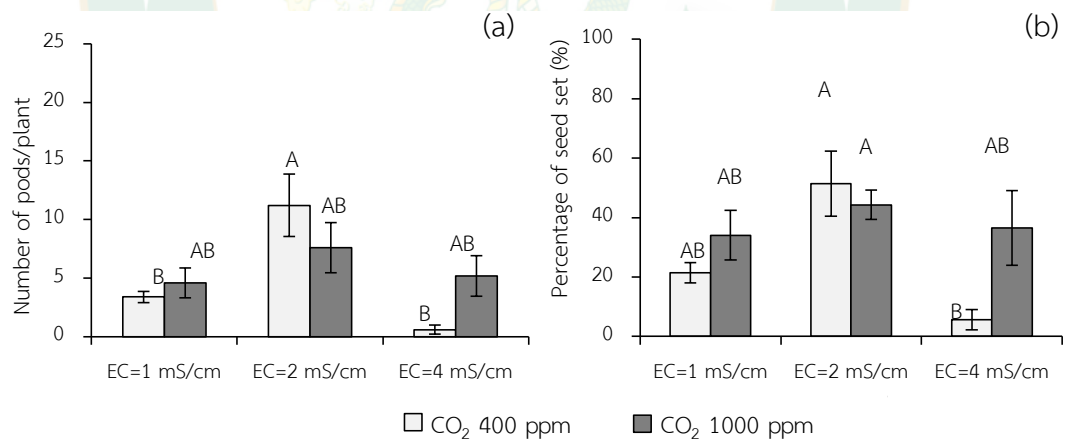 (a)
Number of pods/plant
25
20
15
10
5
0
B
AB
A
AB
B
AB
EC=1 mS/cm EC=2 mS/cm EC=4 mS/cm
(b)
Percentage of seed set (%)
100
80
60
40
20
0
AB
AB
A
A
B
AB
EC=1 mS/cm EC=2 mS/cm EC=4 mS/cm
CO₂ 400 ppm CO₂ 1000 ppm